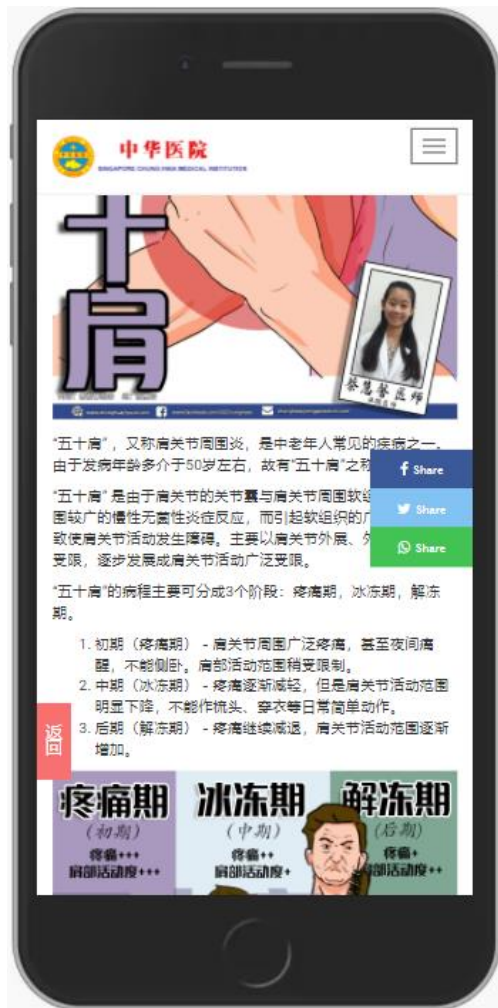 中华医院
SINGAPORE CHUNG HWA MEDICAL INSTITUTION
十
肩
蔡慧馨医师
“五十肩”，又称肩关节周围炎，是中老年人常见的疾病之一。
由于发病年龄多介于50岁左右，故有“五十肩”之称
f Share
“五十肩”是由于肩关节的关节囊与肩关节周围软组
Share
围较广的慢性无菌性炎症反应，而引起软组织的广
致使肩关节活动发生障碍。主要以肩关节外展、外
Share
受限，逐步发展成肩关节活动广泛受限。
“五十肩”的病程主要可分成3个阶段：疼痛期，冰冻期，解冻
期。
1. 初期（疼痛期） - 肩关节周围广泛疼痛，甚至夜间痛
醒，不能侧卧。肩部活动范围稍受限制。
2. 中期（冰冻期） - 疼痛逐渐减轻，但是肩关节活动范围
明显下降，不能作梳头、穿衣等日常简单动作。
3. 后期（解冻期） - 疼痛继续减退，肩关节活动范围逐渐
增加。
返回
疼痛期
(初期)
疼痛+++
肩部活动度+++
冰冻期
(中期)
疼痛++
肩部活动度+
解冻期
(后期)
疼痛+
部活动度++